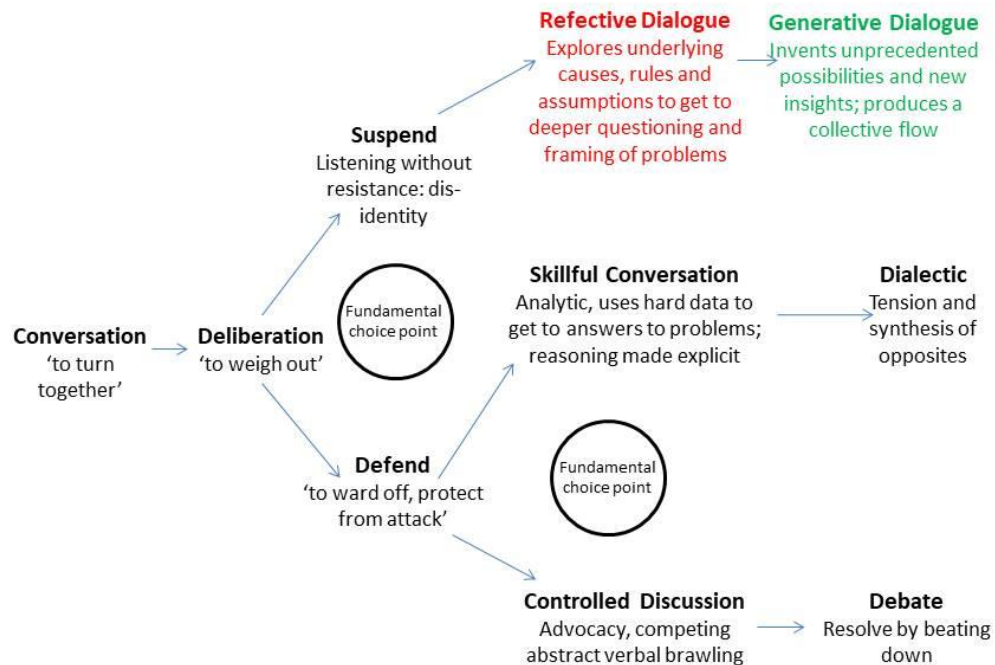 Refective Dialogue
Explores underlying
causes, rules and
assumptions to get to
deeper questioning and
framing of problems
Generative Dialogue
Invents unprecedented
possibilities and new
insights; produces a
collective flow
Suspend
Listening without
resistance: dis-
identity
Fundamental
choice point
Conversation
‘to turn
together’
Deliberation
‘to weigh out’
Skillful Conversation
Analytic, uses hard data to
get to answers to problems;
reasoning made explicit
Dialectic
Tension and
synthesis of
opposites
Defend
‘to ward off, protect
from attack’
Fundamental
choice point
Controlled Discussion
Advocacy, competing
abstract verbal brawling
Debate
Resolve by beating
down